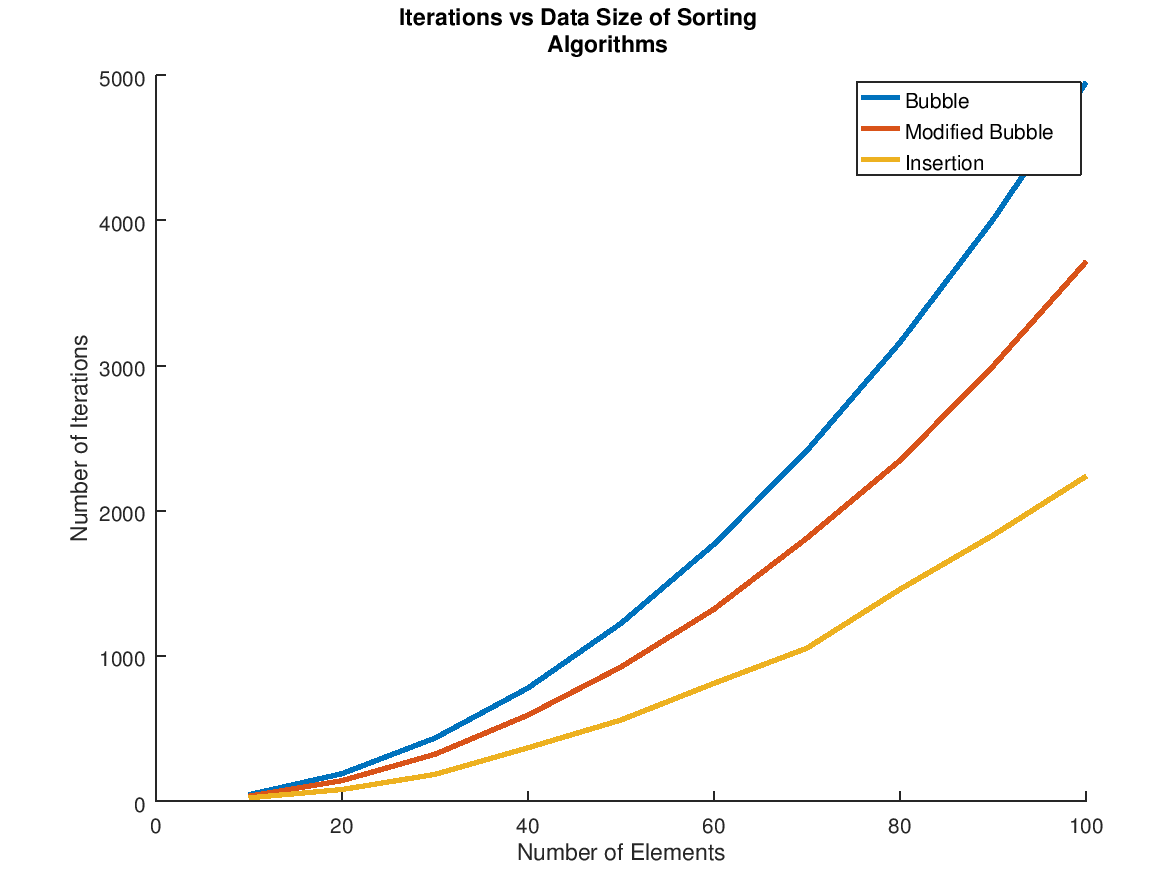 Iterations vs Data Size of Sorting
Algorithms
5000
4000
3000
2000
1000
0
Number of Iterations
Bubble
Modified Bubble
Insertion
0
20
40
60
80
100
Number of Elements